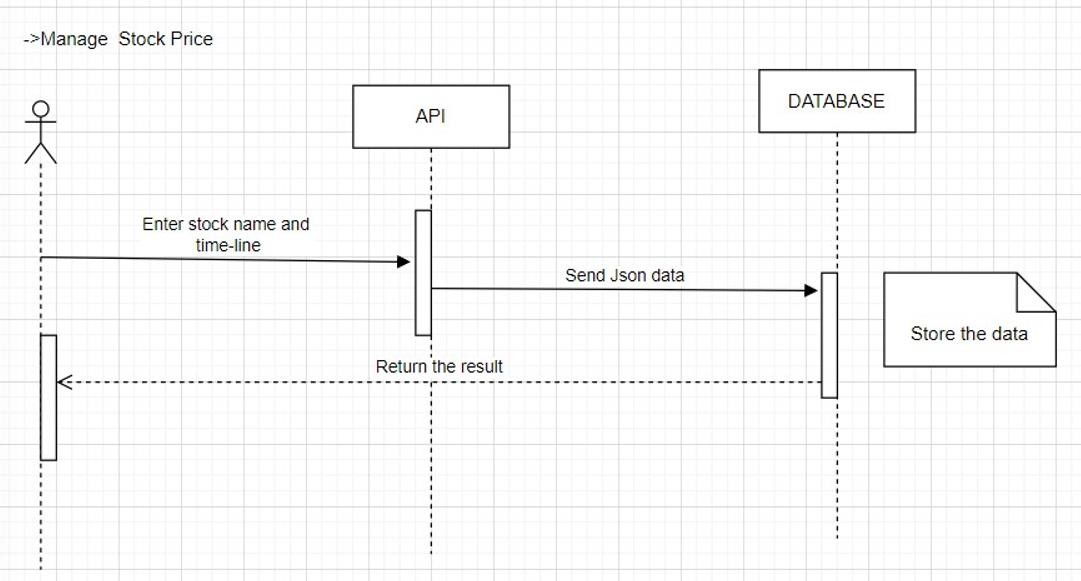 ->Manage  Stock Price
API
DATABASE
Enter stock name and
time-line
Send Json data
Store the data
Return the result